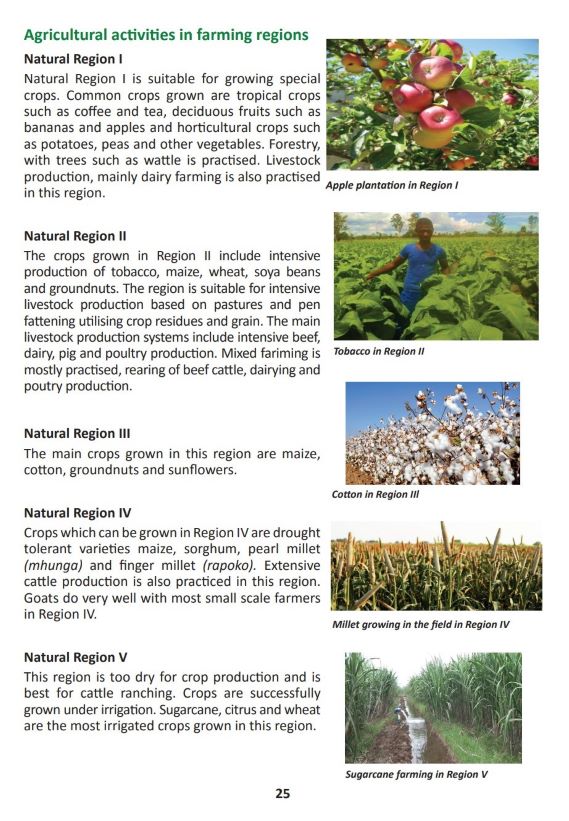 Agricultural activities in farming regions
Natural Region I
Natural Region I is suitable for growing special
crops. Common crops grown are tropical crops
such as coffee and tea, deciduous fruits such as
bananas and apples and horticultural crops such
as potatoes, peas and other vegetables. Forestry,
with trees such as wattle is practised. Livestock
production, mainly dairy farming is also practised
in this region.
Apple plantation in Region I
Natural Region II
The crops grown in Region II include intensive
production of tobacco, maize, wheat, soya beans
and groundnuts. The region is suitable for intensive
livestock production based on pastures and pen
fattening utilising crop residues and grain. The main
livestock production systems include intensive beef,
dairy, pig and poultry production. Mixed fariming is
mostly practised, rearing of beef cattle, dairying and
poutry production.
Tobacco in Region II
Natural Region III
The main crops grown in this region are maize,
cotton, groundnuts and sunflowers.
Cotton in Region IIl
Natural Region IV
Crops which can be grown in Region IV are drought
tolerant varieties maize, sorghum, pearl millet
(mhunga) and finger millet (rapoko). Extensive
cattle production is also practiced in this region.
Goats do very well with most small scale farmers
in Region IV.
Millet growing in the field in Region IV
Natural Region V
This region is too dry for crop production and is
best for cattle ranching. Crops are successfully
grown under irrigation. Sugarcane, citrus and wheat
are the most irrigated crops grown in this region.
Sugarcane farming in Region V
25